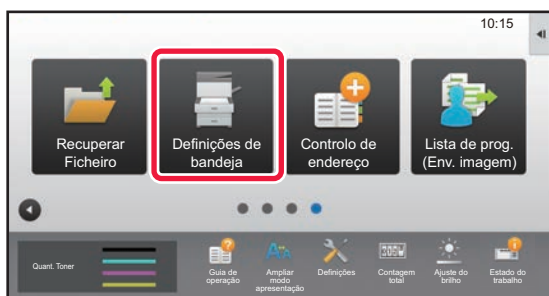 10:15
Recuperar
Ficheiro
Definições de
bandeja
Controlo de
endereço
Lista de prog.
(Env. imagem)
Quant. Toner
Guia de
operação
Ampliar
modo
apresentação
Definições
Contagem
total
Ajuste do
brilho
Estado do
trabalho